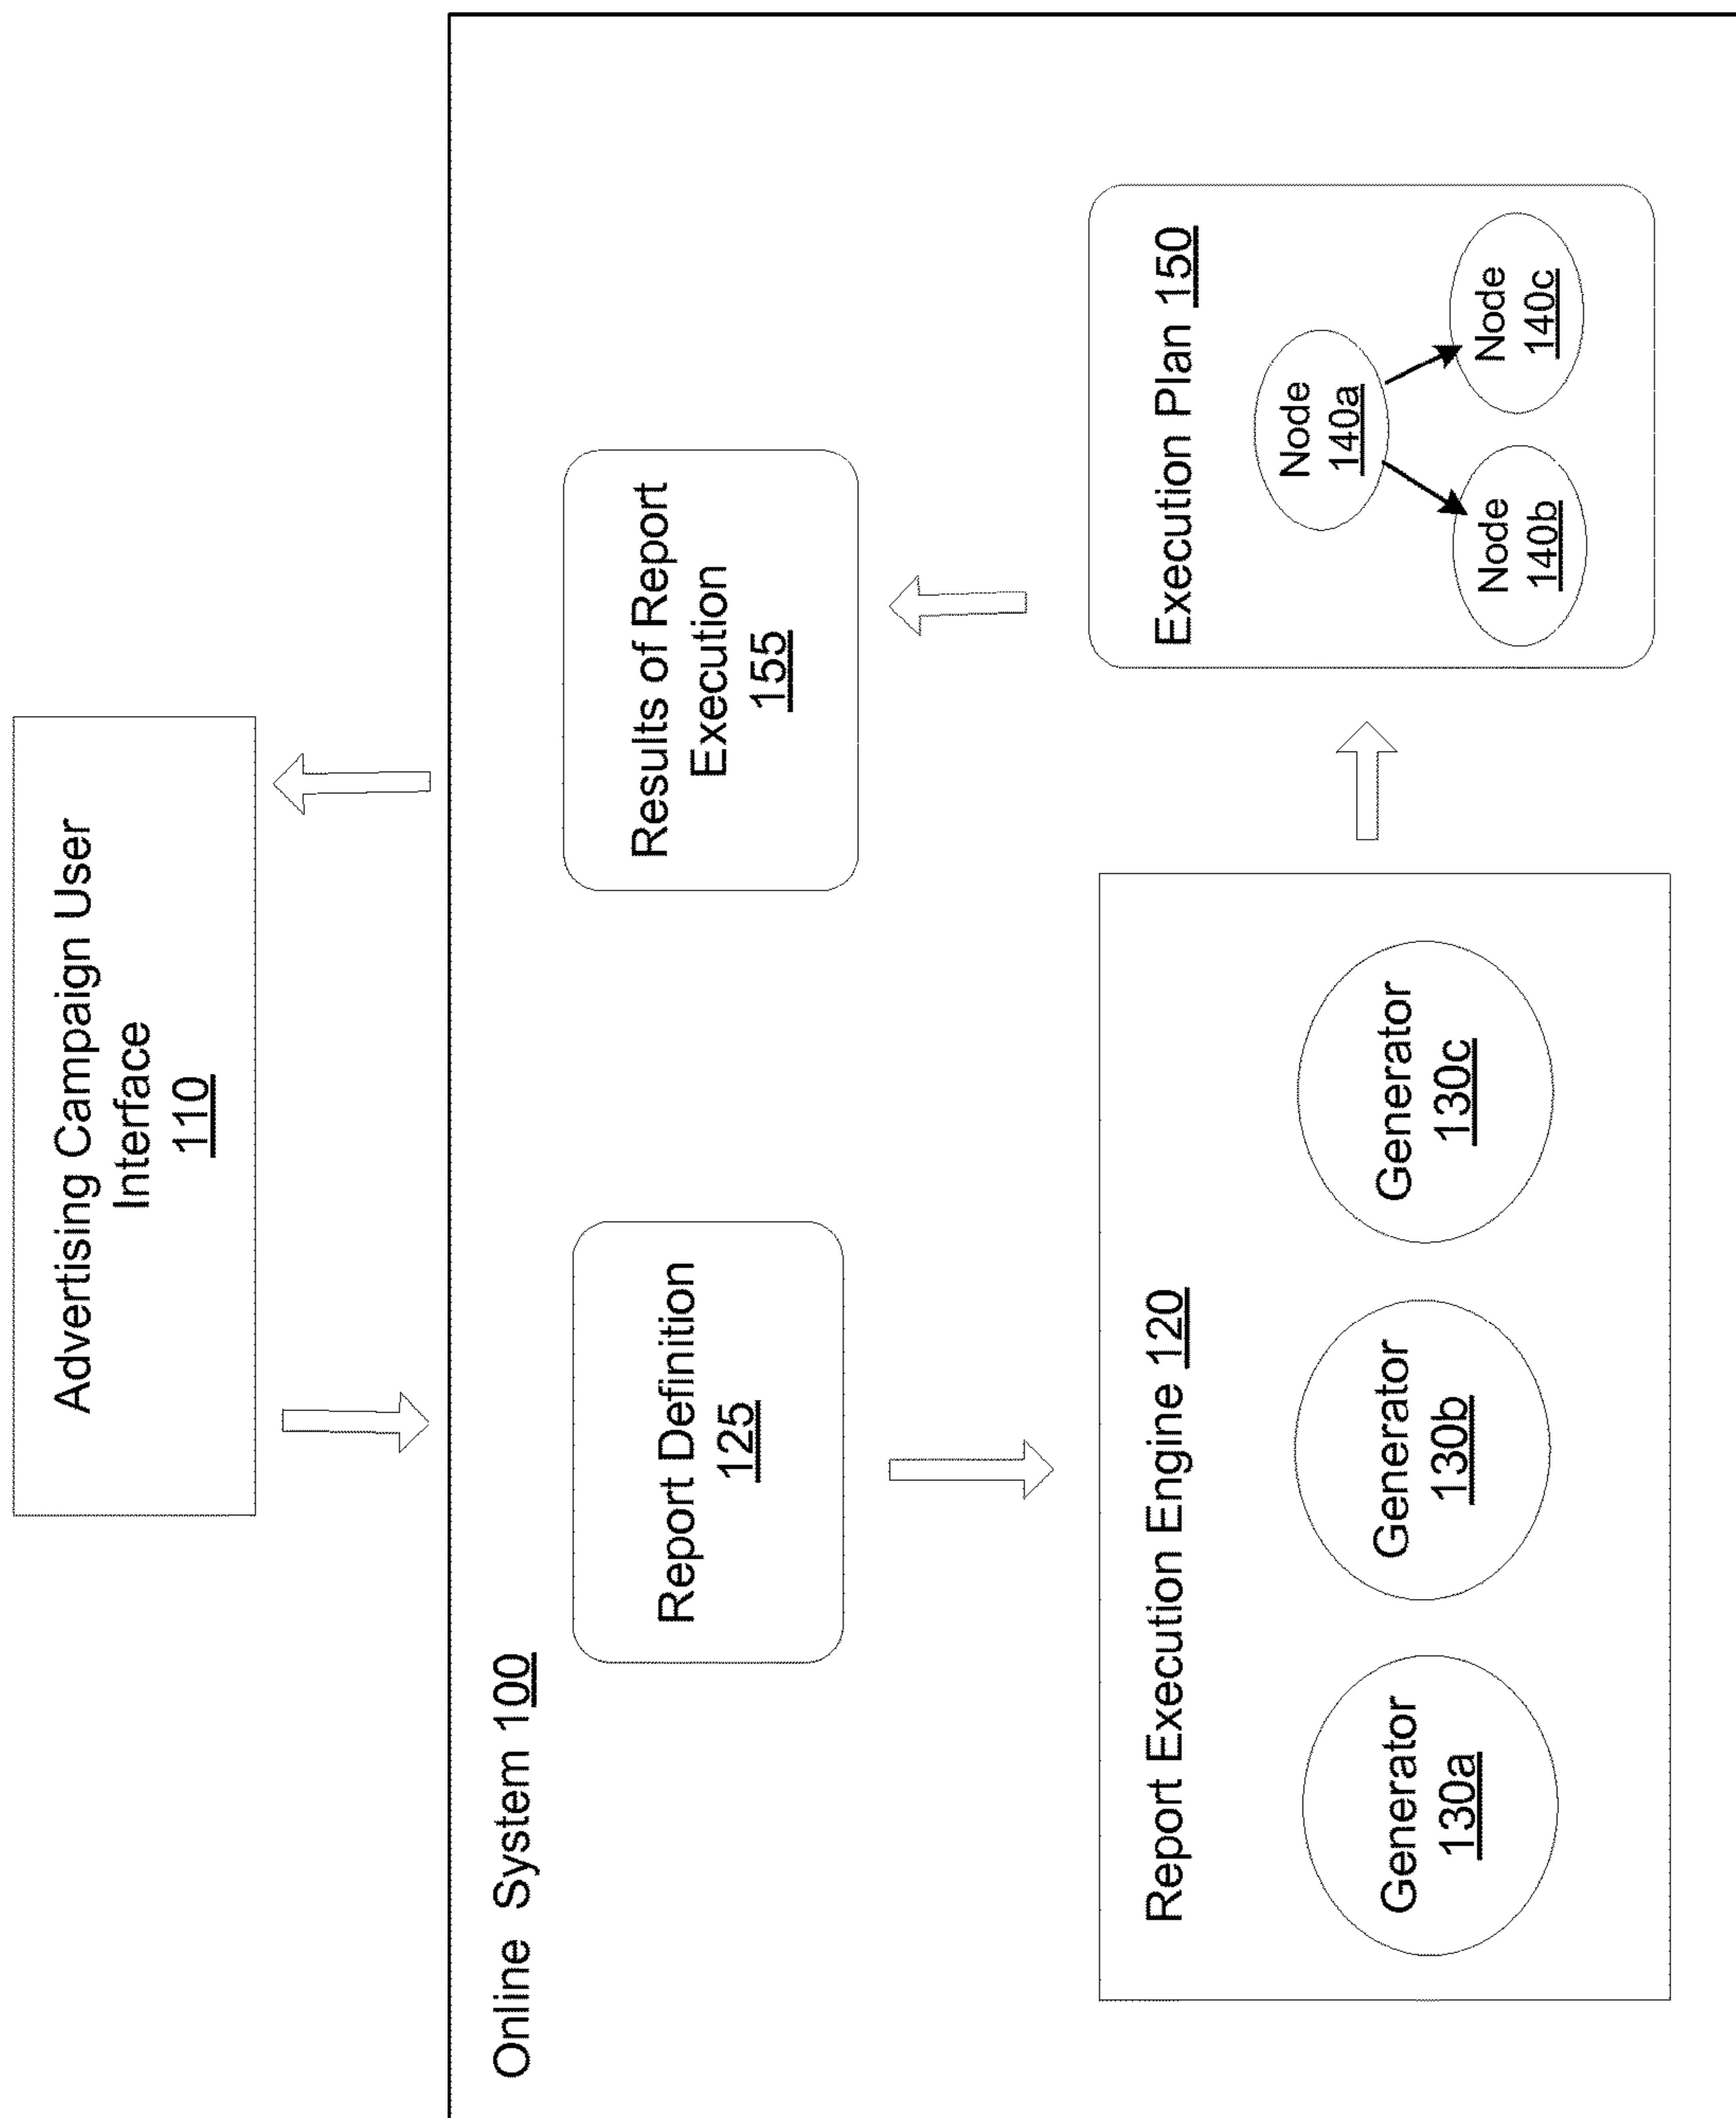 Advertising Campaign User
Interface
110
Online System 100
Report Definition
125
Results of Report
Execution
155
Report Execution Engine 120
Generator
130a
Generator
130b
Generator
130c
Execution Plan 150
Node
140a
Node
140b
Node
140c